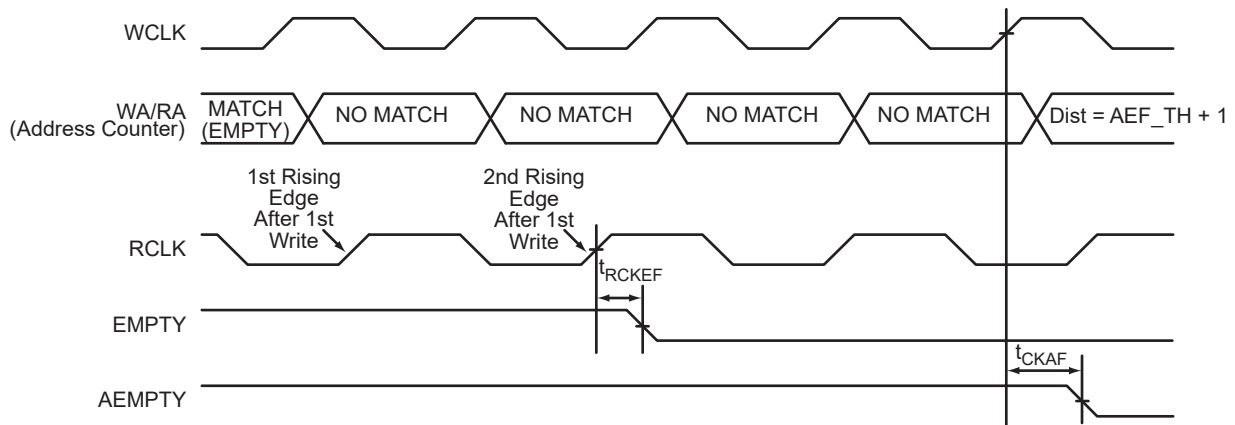 WCLK
WA/RA
(Address Counter)
MATCH
(EMPTY)
NO MATCH
NO MATCH
NO MATCH
NO MATCH
Dist = AEF_TH + 1
1st Rising
Edge
After 1st
Write
2nd Rising
Edge
After 1st
Write
RCLK
tRCKEF
EMPTY
tCKAF
AEMPTY